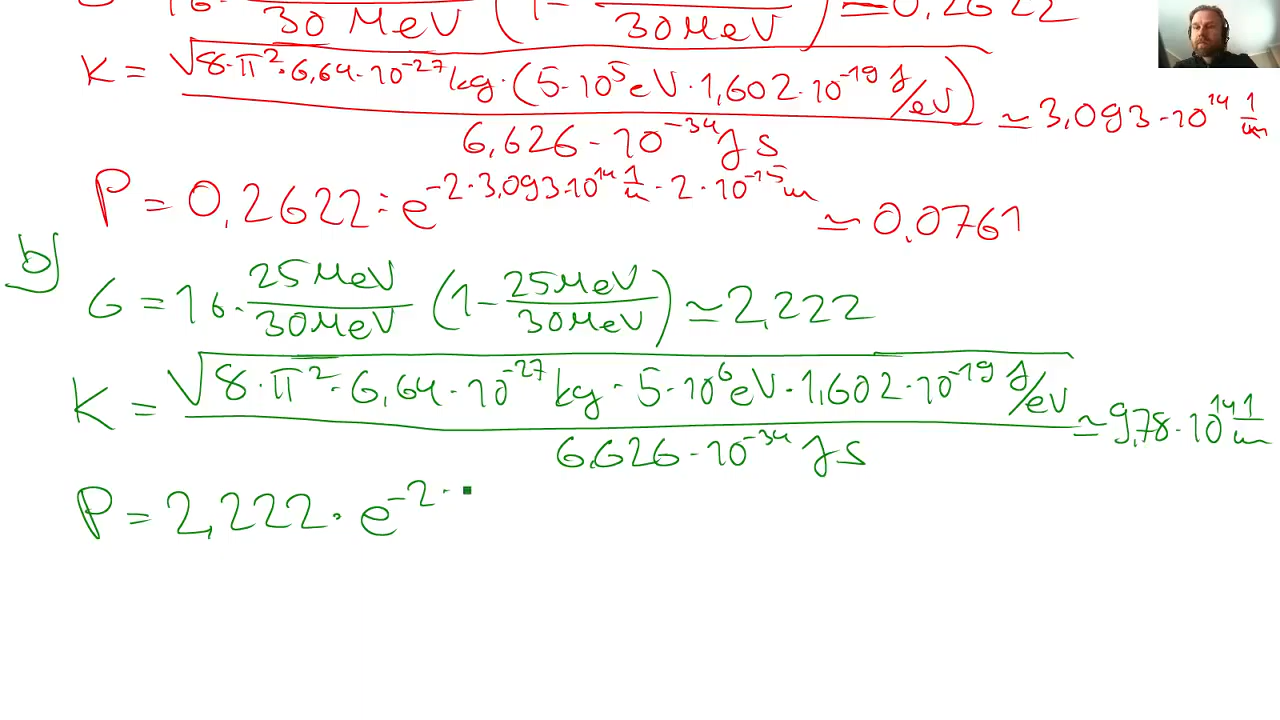 30 MeV ( 1 - 30 MeV ) ≃ 0,2622
K = √(8·π²·6,64·10⁻²⁷ kg·(5·10⁵ eV·1,602·10⁻¹⁹ J/eV)) / 6,626·10⁻³⁴ Js ≃ 3,093·10¹⁴ 1/m
P = 0,2622 · e^(-2·3,093·10¹⁴ 1/m · 2·10⁻¹⁵ m) ≃ 0,0761
b)
G = 16 · 25 MeV / 30 MeV (1 - 25 MeV / 30 MeV) ≃ 2,222
K = √(8·π²·6,64·10⁻²⁷ kg·5·10⁶ eV·1,602·10⁻¹⁹ J/eV) / 6,626·10⁻³⁴ Js ≃ 9,78·10¹⁴ 1/m
P = 2,222 · e^(-2 ·